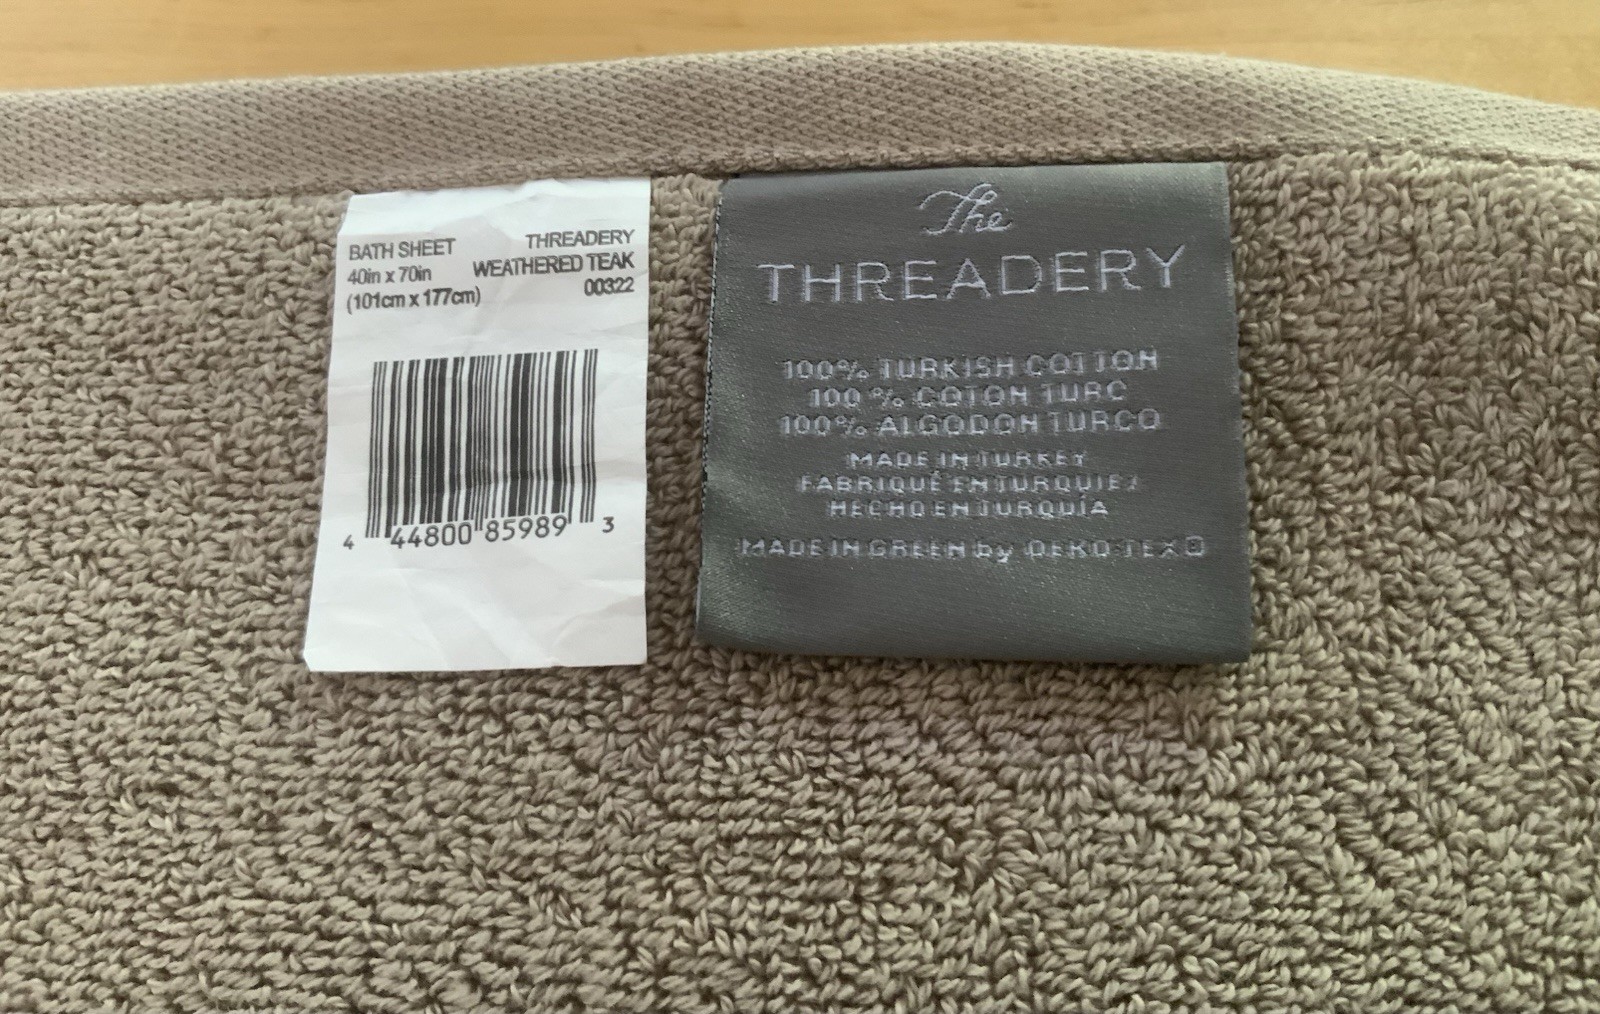 BATH SHEET
40in x 70in
(101cm x 177cm)
THREADERY
WEATHERED TEAK
00322
4 44800 85989 3
The
THREADERY
100% TURKISH COTTON
100 % COTON TURC
100% ALGODON TURCO
MADE IN TURKEY
FABRIQUÉ EN TURQUIE/
HECHO EN TURQUÍA
MADE IN GREEN by OEKO TEX®